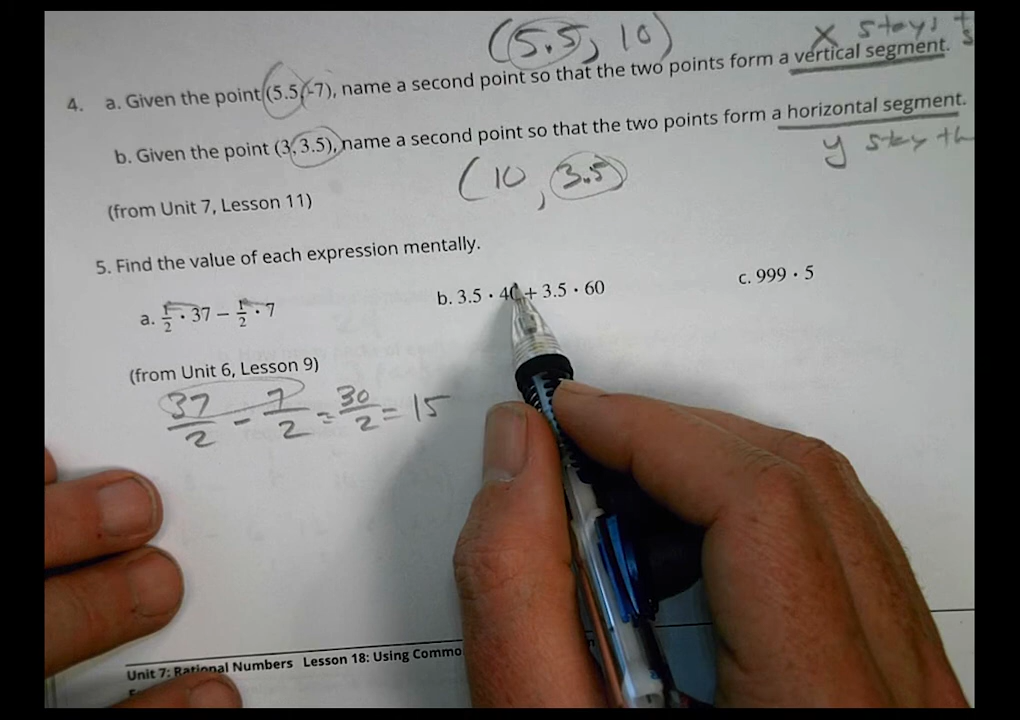 (5.5, 10)
x stays
4. a. Given the point (5.5, -7), name a second point so that the two points form a vertical segment.
b. Given the point (3, 3.5), name a second point so that the two points form a horizontal segment.
y stay th
(10, 3.5)
(from Unit 7, Lesson 11)
5. Find the value of each expression mentally.
a. 1/2 · 37 − 1/2 · 7
b. 3.5 · 40 + 3.5 · 60
c. 999 · 5
(from Unit 6, Lesson 9)
37/2 − 7/2 = 30/2 = 15
Unit 7: Rational Numbers Lesson 18: Using Commo